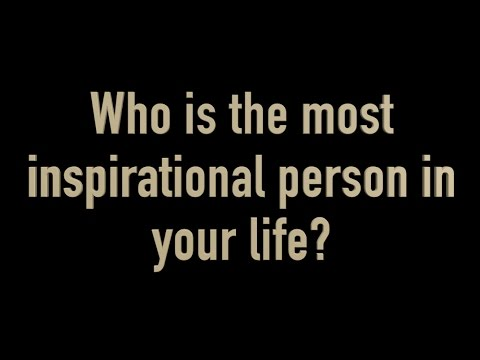 Who is the most
inspirational person in
your life?